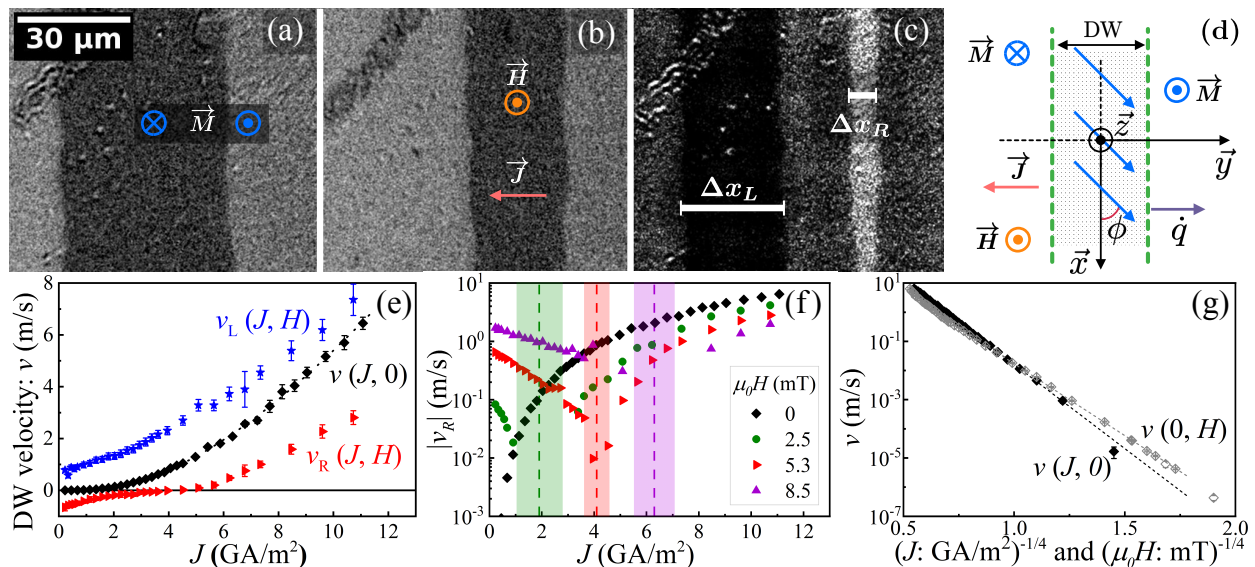 30 μm
(a)
M
(b)
H
J
(c)
Δx_R
Δx_L
(d)
DW
M
M
z
y
J
H
q̇
ϕ
x
(e)
DW velocity: v (m/s)
8
6
4
2
0
v_L (J, H)
v (J, 0)
v_R (J, H)
0 2 4 6 8 10 12
J (GA/m²)
(f)
|v_R| (m/s)
10¹
10⁰
10⁻¹
10⁻²
10⁻³
μ₀H (mT)
0
2.5
5.3
8.5
0 2 4 6 8 10 12
J (GA/m²)
(g)
v (m/s)
10¹
10⁻¹
10⁻³
10⁻⁵
10⁻⁷
v (0, H)
v (J, 0)
0.5 1.0 1.5 2.0
(J: GA/m²)⁻¹/⁴ and (μ₀H: mT)⁻¹/⁴